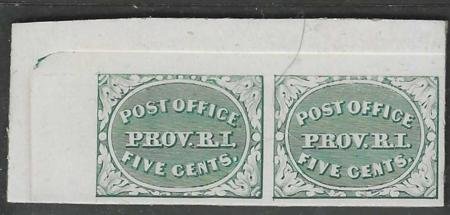 POST OFFICE
PROV. R.I.
FIVE CENTS.
POST OFFICE
PROV. R.I.
FIVE CENTS.